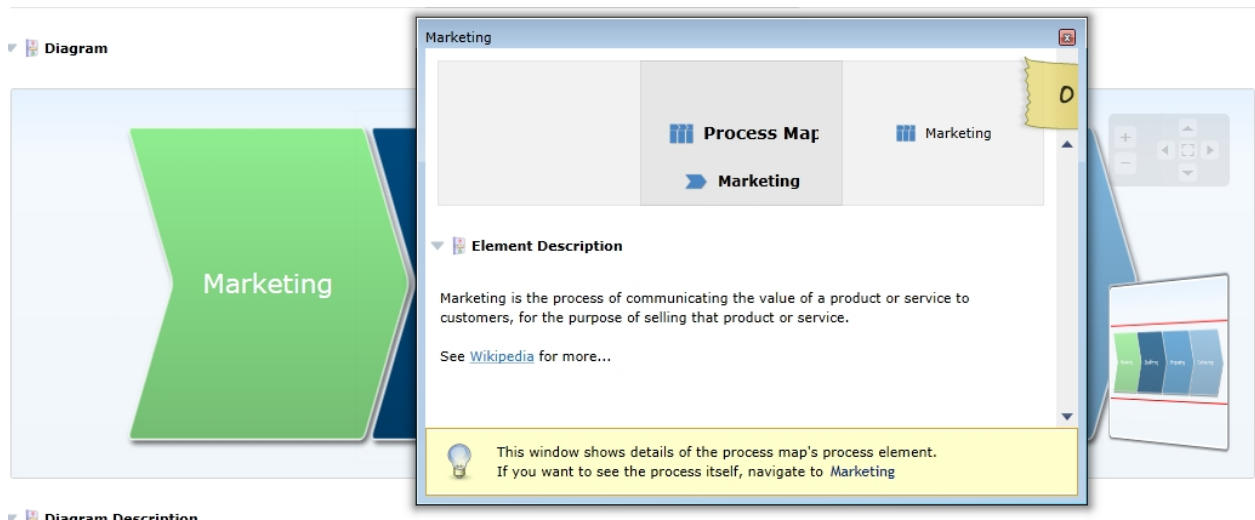 Diagram
Marketing
Marketing
Process Map
Marketing
Marketing
D
Element Description
Marketing is the process of communicating the value of a product or service to
customers, for the purpose of selling that product or service.
See Wikipedia for more...
This window shows details of the process map's process element.
If you want to see the process itself, navigate to Marketing
Diagram Description